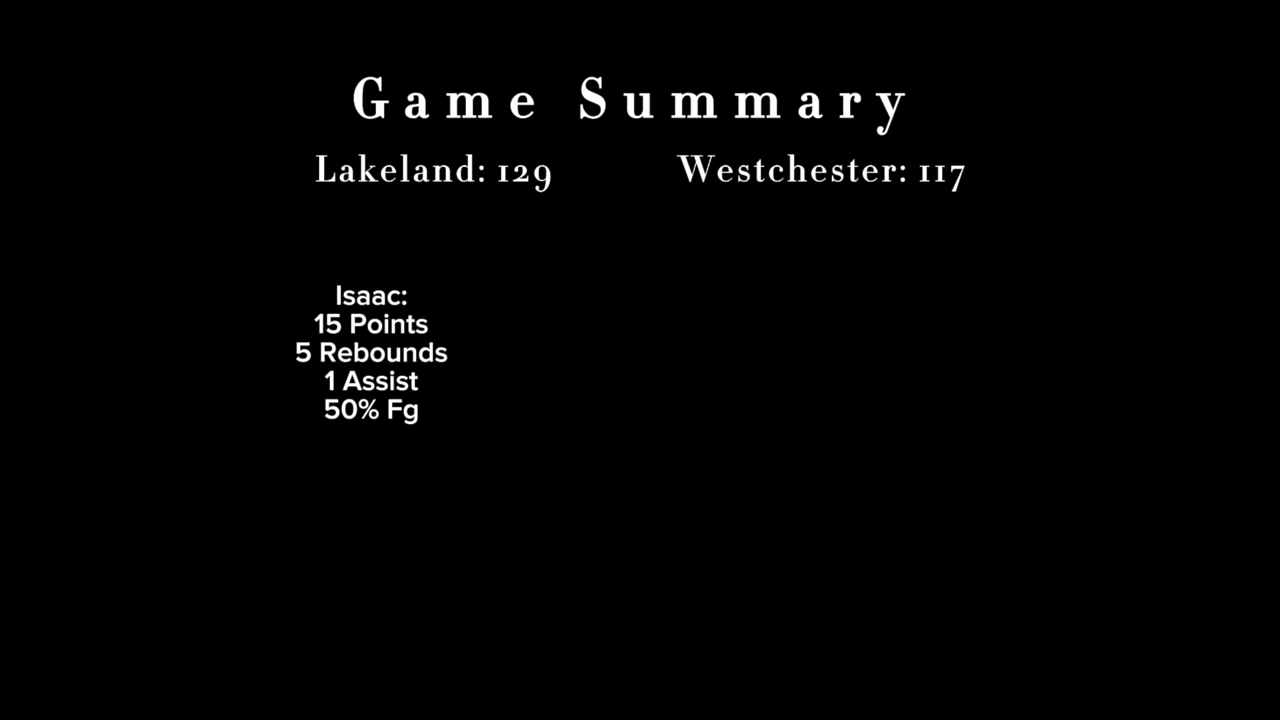 Game Summary
Lakeland: 129 Westchester: 117
Isaac:
15 Points
5 Rebounds
1 Assist
50% Fg